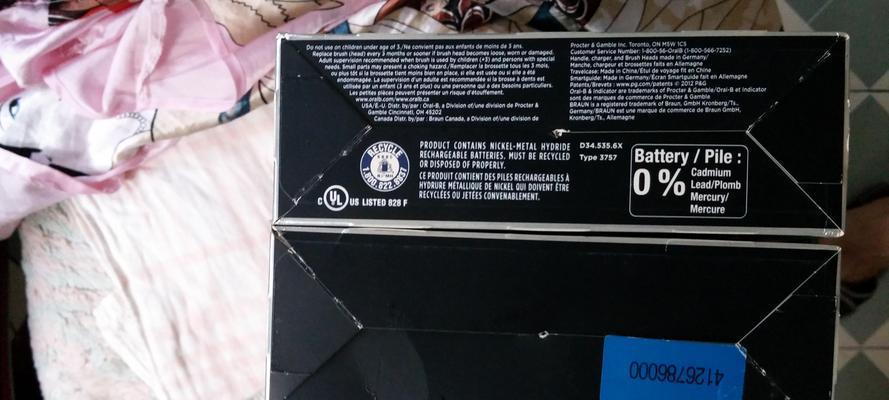 Do not use on children under age of 3./Ne convient pas aux enfants de moins de 3 ans.
Replace brush (head) every 3 months or sooner if brush head becomes loose, worn or damaged.
Adult supervision recommended when brush is used by children (+3) and persons with special
needs. Small parts may present a choking hazard./Remplacer la brossette tous les 3 mois
ou plus tôt si la brossette tient moins bien en place, si elle est usée ou si elle a été
endommagée. La supervision d'un adulte est recommandée si la brosse à dents est
utilisée par un enfant (3 ans et plus) ou une personne qui a des besoins particuliers.
Les petites pièces peuvent présenter un risque d'étouffement.
www.oralb.com/www.oralb.ca
USA/É-U. Distr. by/par : Oral-B, a Division of/une division de Procter &
Gamble Cincinnati, OH 45202
Canada Distr. by/par : Braun Canada, a Division of/une division de
Procter & Gamble Inc. Toronto, ON M5W 1C5
Customer Service Number: 1-800-56-OralB (1-800-566-7252)
Handle, charger, and Brush Heads made in Germany/
Manche, chargeur et brossettes faits en Allemagne
Travelcase: Made in China/Étui de voyage fit en Chine
Smartguide: Made in Germany/Écran Smartguide fait en Allemagne
Patents/Brevets : www.pg.com/patents © 2012 P&G
Oral-B & Indicator are trademarks of Procter & Gamble/Oral-B et Indicator
sont des marques de commerce de Procter & Gamble
BRAUN is a registered trademark of Braun, GmbH Kronberg/Ts.,
Germany/BRAUN est une marque de commerce de Braun GmbH,
Kronberg/Ts., Allemagne
RECYCLE
1.800.822.8837
C UL US LISTED 828 F
PRODUCT CONTAINS NICKEL-METAL HYDRIDE
RECHARGEABLE BATTERIES. MUST BE RECYCLED
OR DISPOSED OF PROPERLY.
CE PRODUIT CONTIENT DES PILES RECHARGEABLES À
HYDRURE MÉTALLIQUE DE NICKEL QUI DOIVENT ÊTRE
RECYCLÉES OU JETÉES CONVENABLEMENT.
D34.535.6X
Type 3757
Battery / Pile :
0 %
Cadmium
Lead/Plomb
Mercury/
Mercure
4126786000